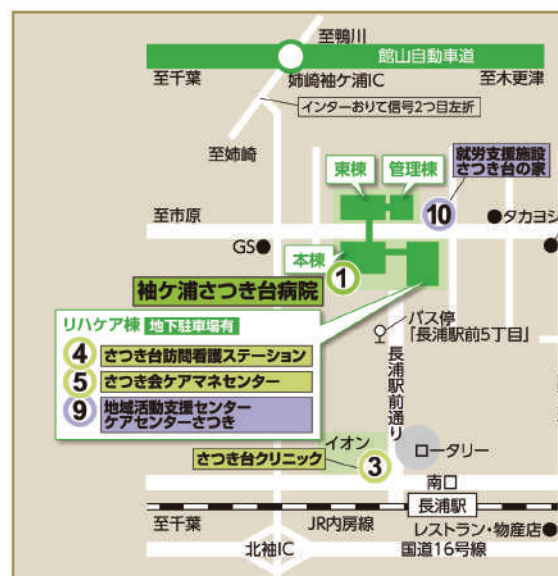 至鴨川
館山自動車道
至千葉
姉崎袖ケ浦IC
至木更津
インターおりて信号2つ目左折
至姉崎
東棟
管理棟
就労支援施設
さつき台の家
10
至市原
タカヨシ
GS
本棟
1
袖ケ浦さつき台病院
リハケア棟 地下駐車場有
4 さつき台訪問看護ステーション
5 さつき会ケアマネセンター
9 地域活動支援センター
ケアセンターさつき
バス停
「長浦駅前5丁目」
長浦駅前通り
イオン
さつき台クリニック
3
ロータリー
南口
長浦駅
至千葉
JR内房線
レストラン・物産店
北袖IC
国道16号線